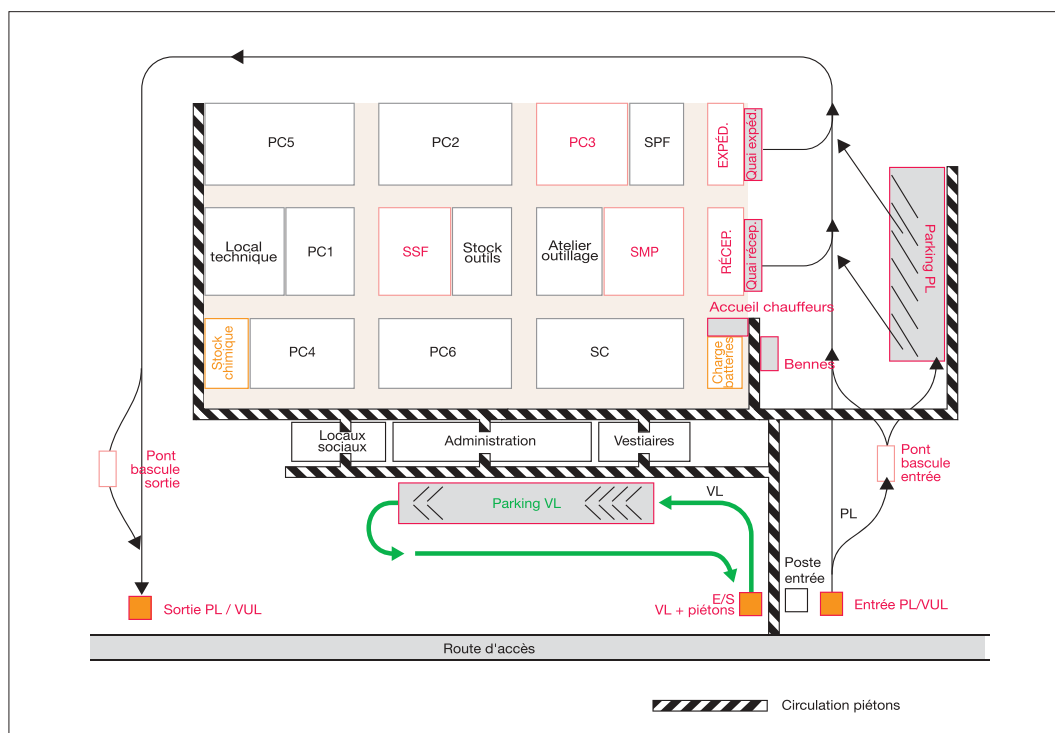 PC5
PC2
PC3
SPF
EXPÉD.
Quai expéd.
Local
technique
PC1
SSF
Stock
outils
Atelier
outillage
SMP
RÉCEP.
Quai récep.
Parking PL
Accueil chauffeurs
Stock
chimique
PC4
PC6
SC
Charge
batteries
Bennes
Locaux
sociaux
Administration
Vestiaires
Pont
bascule
sortie
Pont
bascule
entrée
Parking VL
VL
PL
Poste
entrée
Sortie PL / VUL
E/S
VL + piétons
Entrée PL/VUL
Route d'accès
Circulation piétons